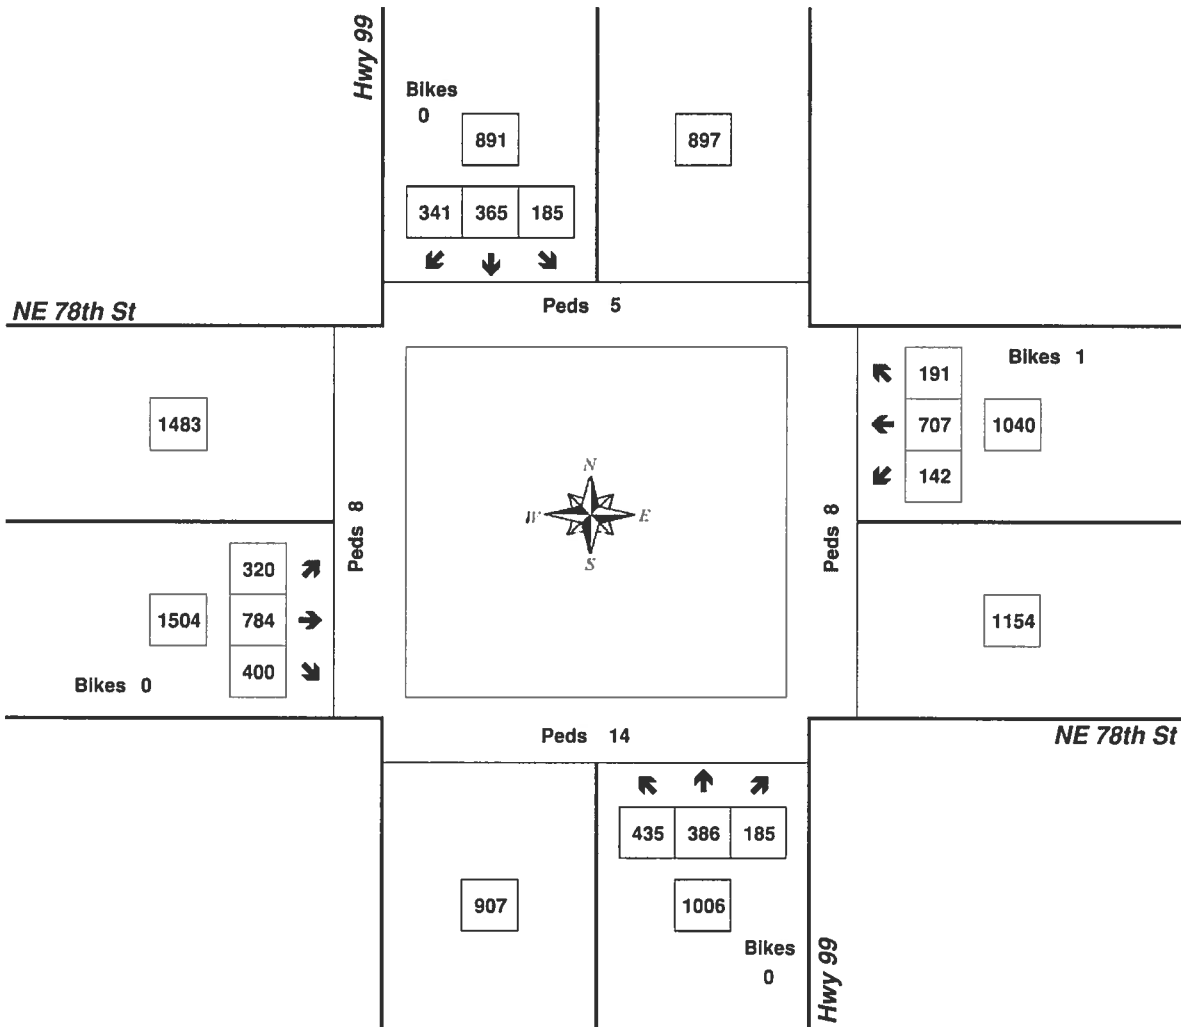 Hwy 99
Bikes
0
891
897
341 365 185
NE 78th St
Peds 5
Bikes 1
191
1483
707 1040
142
N
W E
S
Peds 8
Peds 8
320
1504 784
1154
400
Bikes 0
Peds 14
NE 78th St
435 386 185
907
1006
Bikes
0
Hwy 99